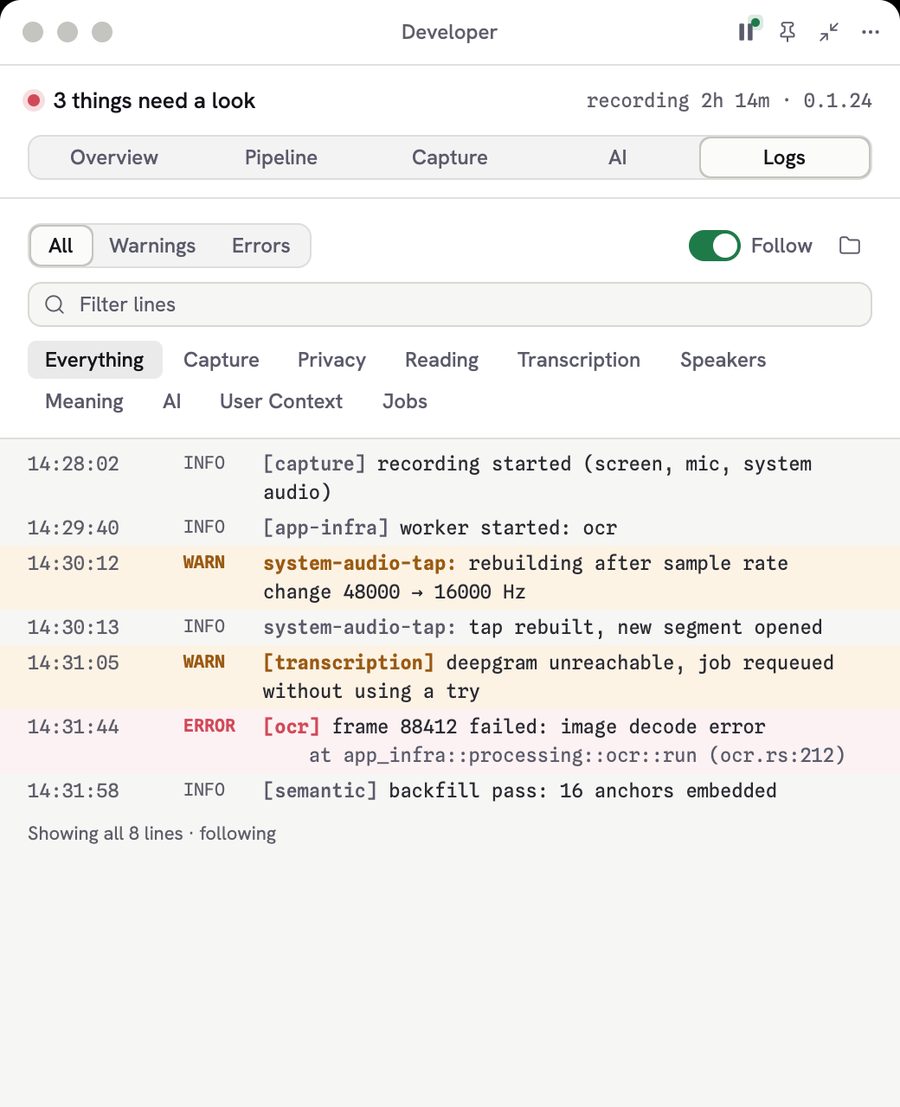 Developer
3 things need a look
recording 2h 14m · 0.1.24
Overview Pipeline Capture AI Logs
All Warnings Errors Follow
Filter lines
Everything Capture Privacy Reading Transcription Speakers
Meaning AI User Context Jobs
14:28:02 INFO [capture] recording started (screen, mic, system
audio)
14:29:40 INFO [app-infra] worker started: ocr
14:30:12 WARN system-audio-tap: rebuilding after sample rate
change 48000 → 16000 Hz
14:30:13 INFO system-audio-tap: tap rebuilt, new segment opened
14:31:05 WARN [transcription] deepgram unreachable, job requeued
without using a try
14:31:44 ERROR [ocr] frame 88412 failed: image decode error
at app_infra::processing::ocr::run (ocr.rs:212)
14:31:58 INFO [semantic] backfill pass: 16 anchors embedded
Showing all 8 lines · following